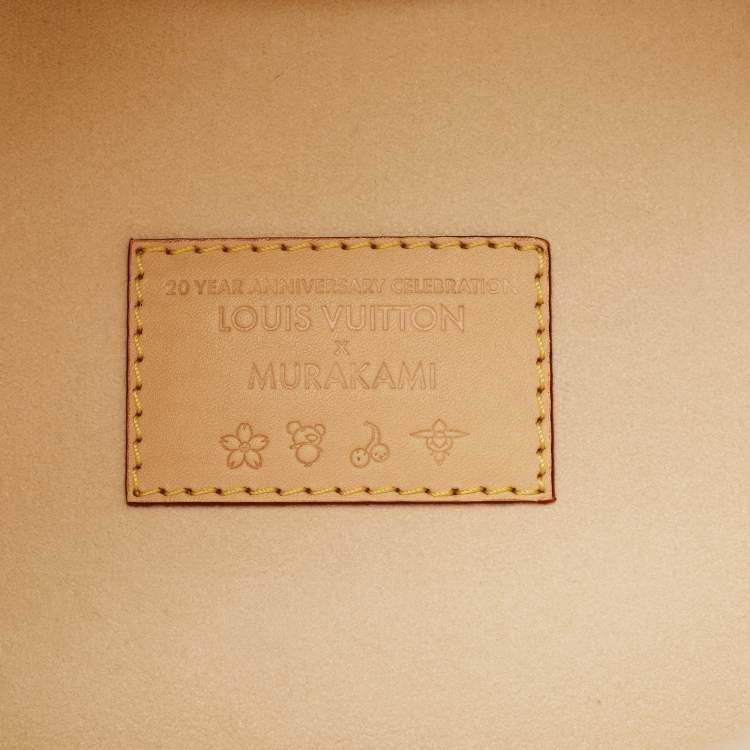 20 YEAR ANNIVERSARY CELEBRATION
LOUIS VUITTON
x
MURAKAMI